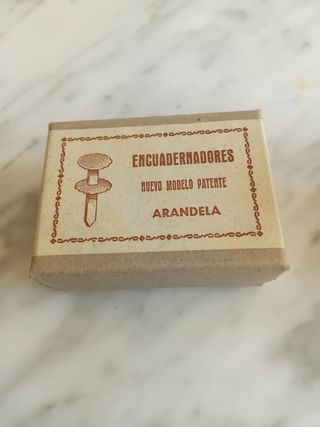 ENCUADERNADORES
NUEVO MODELO PATENTE
ARANDELA